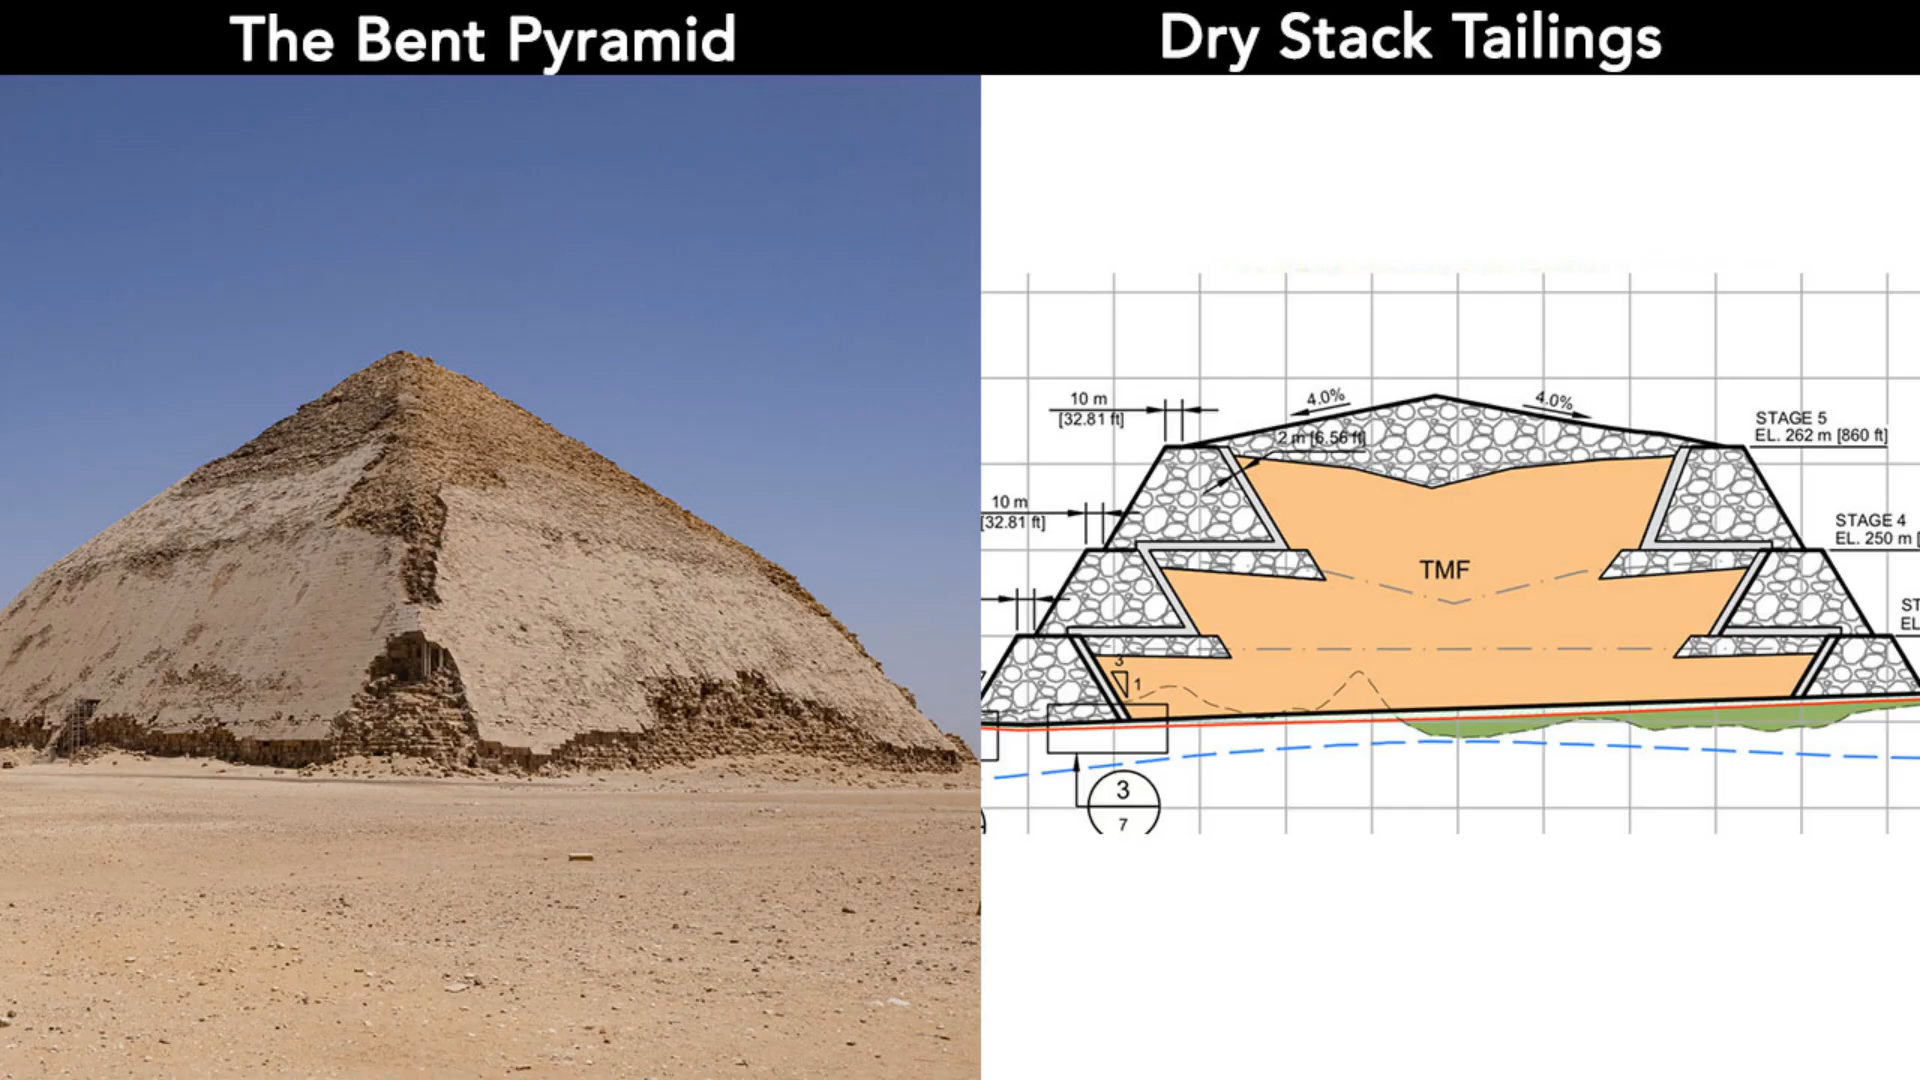 The Bent Pyramid
Dry Stack Tailings
10 m
[32.81 ft]
4.0%
4.0%
2 m [6.56 ft]
STAGE 5
EL. 262 m [860 ft]
10 m
[32.81 ft]
STAGE 4
EL. 250 m [
TMF
ST
EL
3
1
3
7